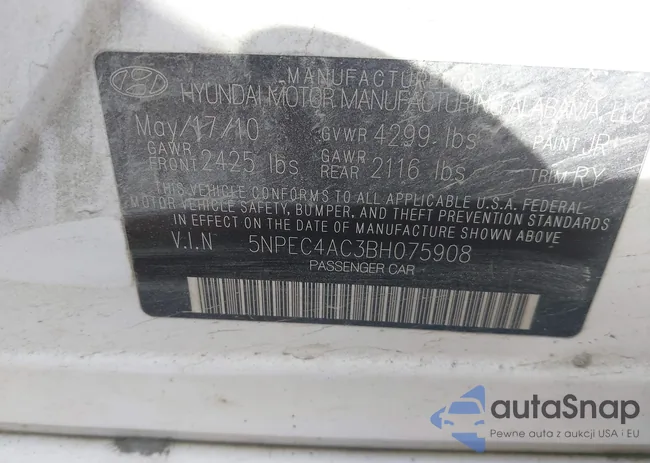 MANUFACTURED
HYUNDAI MOTOR MANUFACTURING ALABAMA, LLC
May/17/10 GVWR 4299 lbs PAINT JR
GAWR FRONT 2425 lbs GAWR REAR 2116 lbs TRIM RY
THIS VEHICLE CONFORMS TO ALL APPLICABLE U.S.A. FEDERAL
MOTOR VEHICLE SAFETY, BUMPER, AND THEFT PREVENTION STANDARDS
IN EFFECT ON THE DATE OF MANUFACTURE SHOWN ABOVE
V.I.N 5NPEC4AC3BH075908
PASSENGER CAR
autaSnap
Pewne auta z aukcji USA i EU